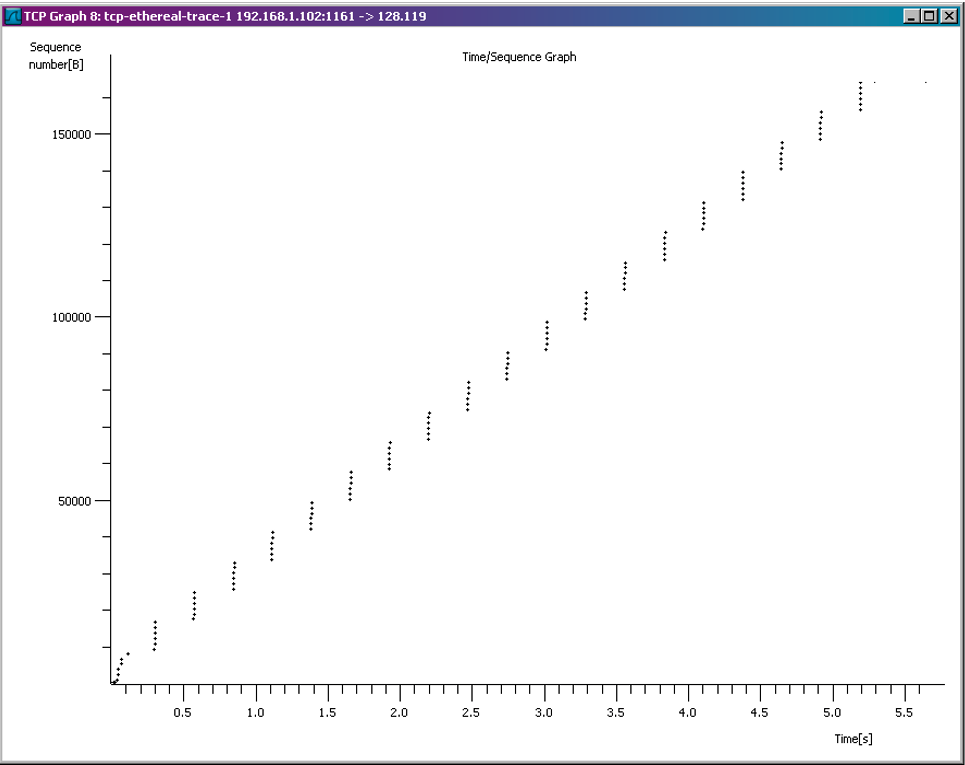 TCP Graph 8: tcp-ethereal-trace-1 192.168.1.102:1161 -> 128.119
Sequence
number[B]
Time/Sequence Graph
150000
100000
50000
0.5 1.0 1.5 2.0 2.5 3.0 3.5 4.0 4.5 5.0 5.5
Time[s]